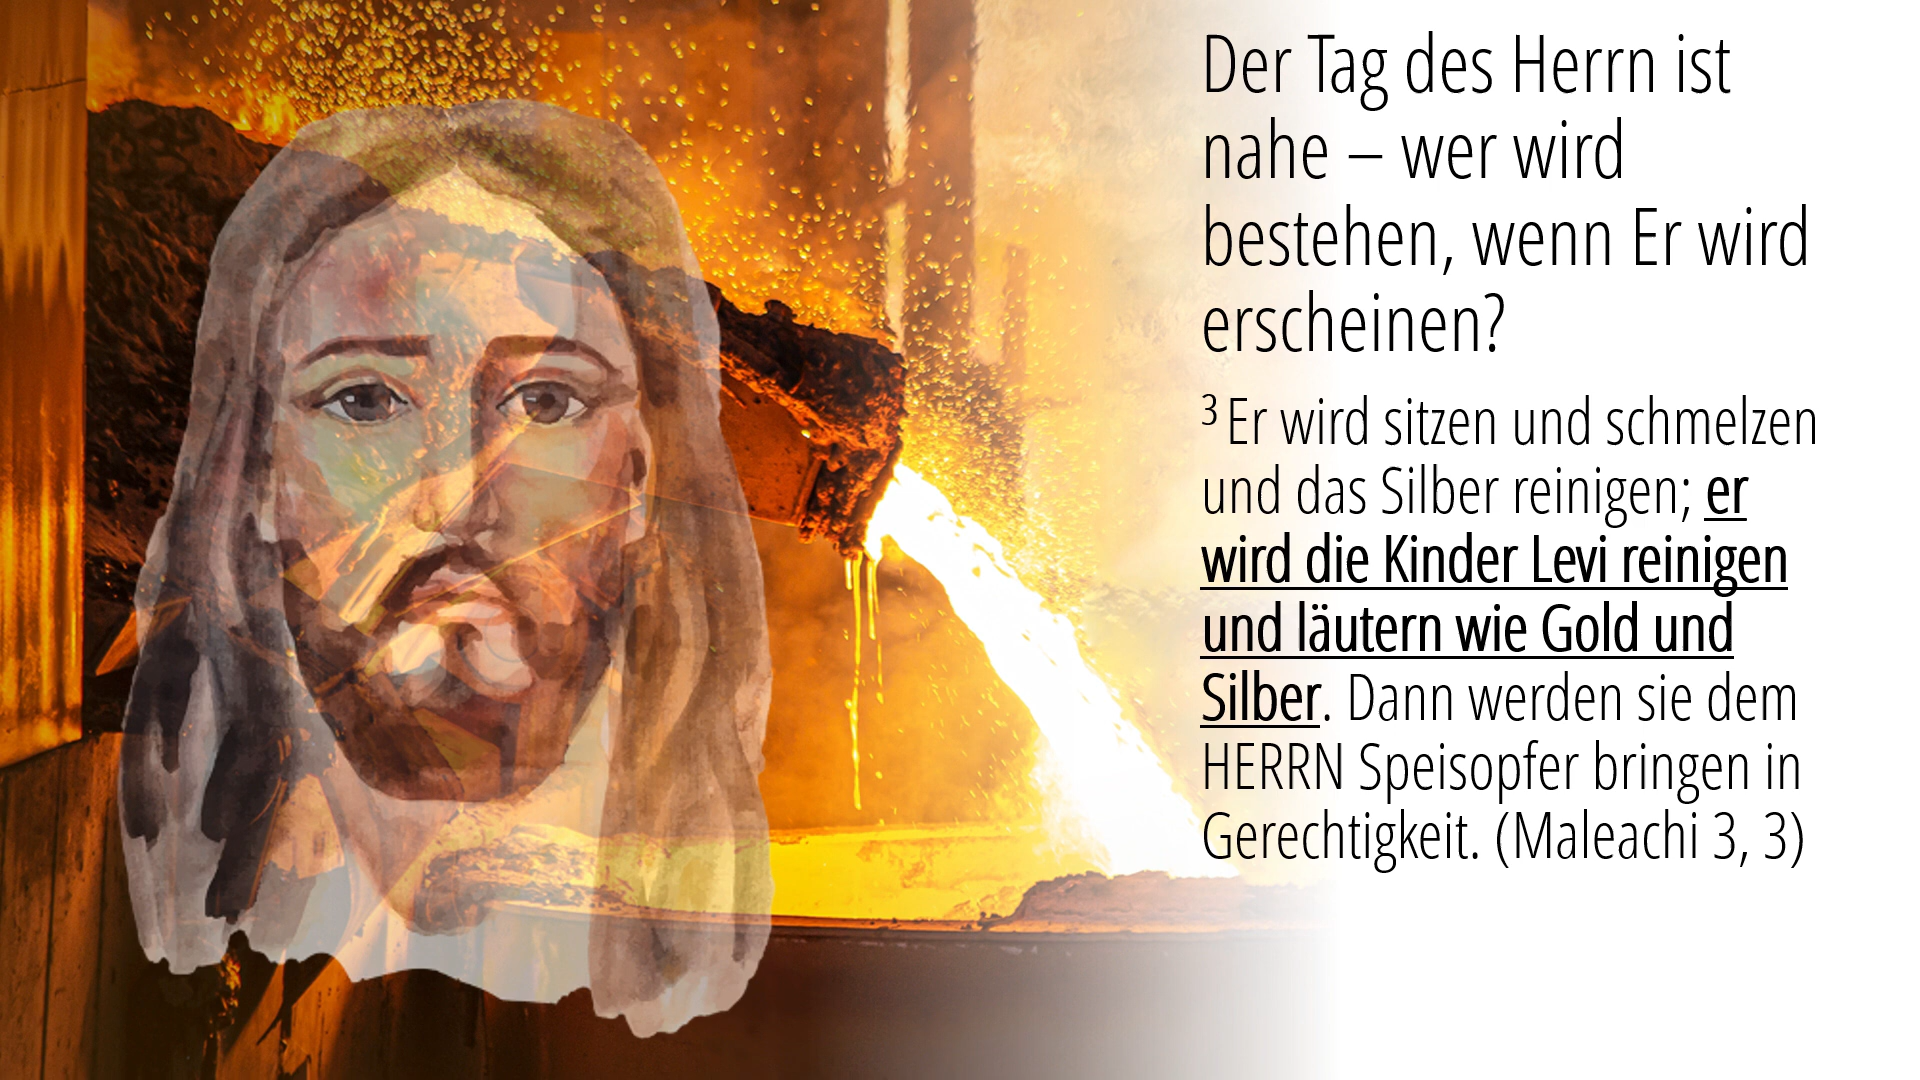 Der Tag des Herrn ist
nahe – wer wird
bestehen, wenn Er wird
erscheinen?
3 Er wird sitzen und schmelzen
und das Silber reinigen; er
wird die Kinder Levi reinigen
und läutern wie Gold und
Silber. Dann werden sie dem
HERRN Speisopfer bringen in
Gerechtigkeit. (Maleachi 3, 3)